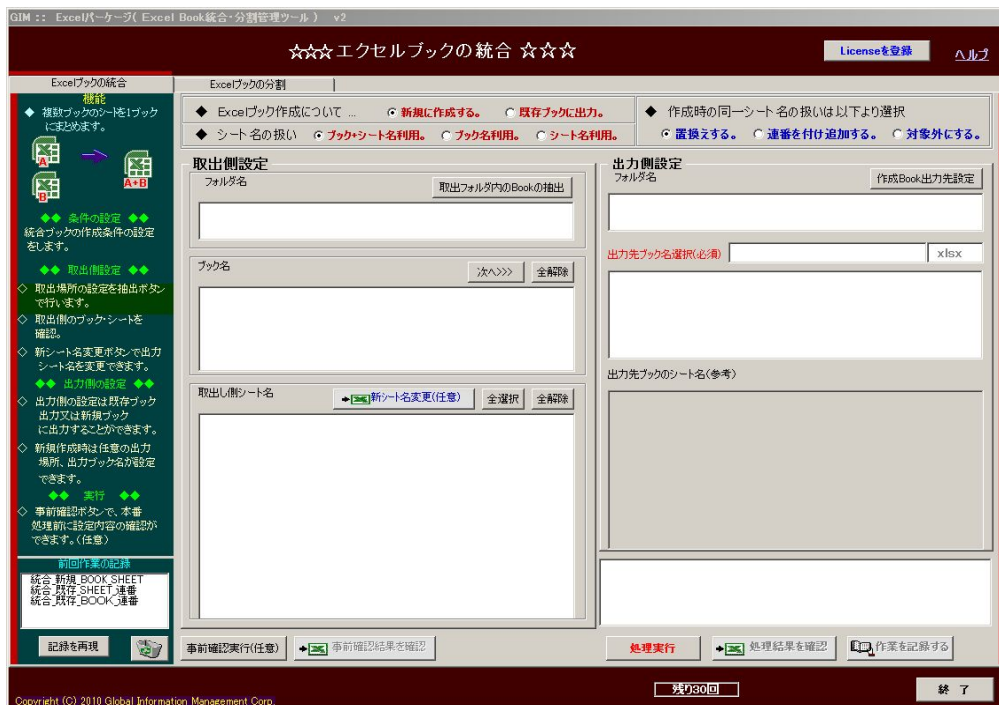 GIM :: Excelパーケージ( Excel Book統合・分割管理ツール ) v2
☆☆☆エクセルブックの統合 ☆☆☆
Licenseを登録
ヘルプ
Excelブックの統合
Excelブックの分割
機能
◆ 複数ブックのシートを1ブック
にまとめます。
A
B
A+B
◆◆ 条件の設定 ◆◆
統合ブックの作成条件の設定
をします。
◆◆ 取出側設定 ◆◆
◇ 取出場所の設定を抽出ボタン
で行います。
◇ 取出側のブック・シートを
確認。
◇ 新シート名変更ボタンで出力
シート名を変更できます。
◆◆ 出力側の設定 ◆◆
◇ 出力側の設定は既存ブック
出力又は新規ブック
に出力することができます。
◇ 新規作成時は任意の出力
場所、出力ブック名が設定
できます。
◆◆ 実行 ◆◆
◇ 事前確認ボタンで、本番
処理前に設定内容の確認が
できます。(任意)
前回作業の記録
統合_新規_BOOK_SHEET
統合_既存_SHEET_連番
統合_既存_BOOK_連番
記録を再現
◆ Excelブック作成について ... 新規に作成する。 既存ブックに出力。
◆ シート名の扱い ブック+シート名利用。 ブック名利用。 シート名利用。
◆ 作成時の同一シート名の扱いは以下より選択
置換えする。 連番を付け追加する。 対象外にする。
取出側設定
フォルダ名
取出フォルダ内のBookの抽出
ブック名
次へ>>>
全解除
取出し側シート名
新シート名変更(任意)
全選択
全解除
出力側設定
フォルダ名
作成Book出力先設定
出力先ブック名選択(必須)
xlsx
出力先ブックのシート名(参考)
事前確認実行(任意)
事前確認結果を確認
処理実行
処理結果を確認
作業を記録する
残り30回
終 了
Copyright (C) 2010 Global Information Management Corp.